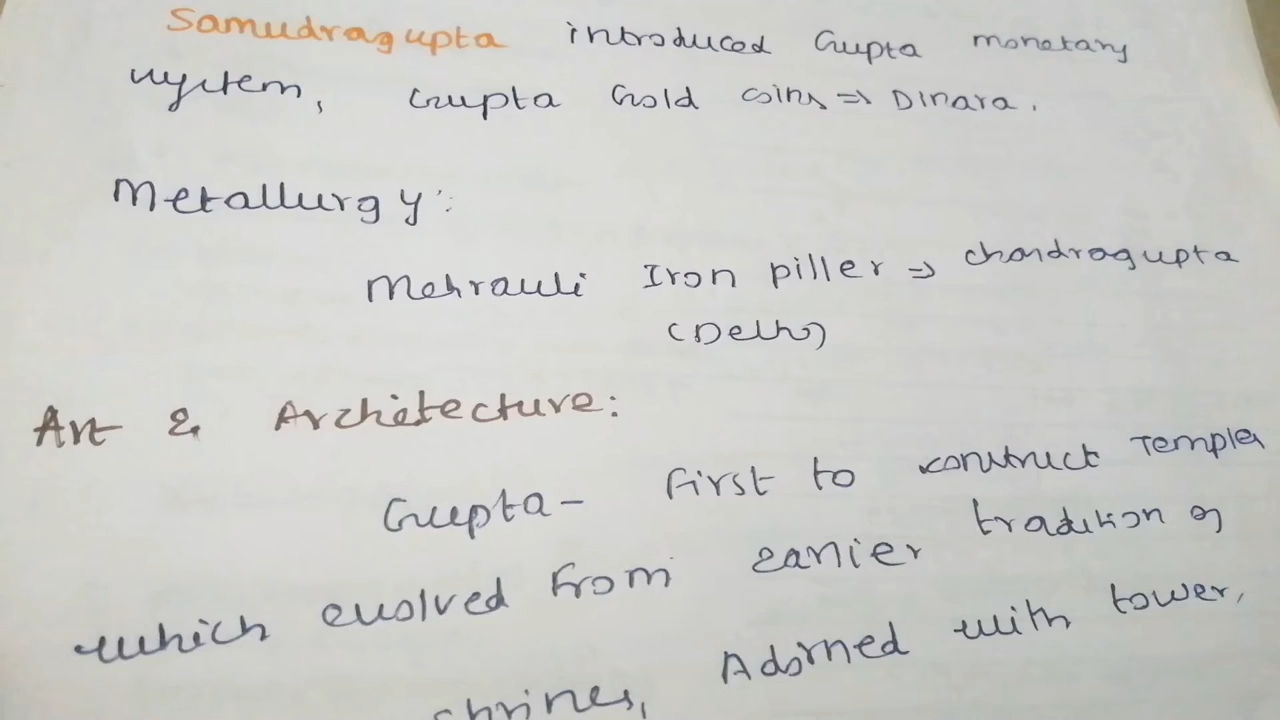 Samudragupta introduced Gupta monetary
system, Gupta Gold coins => Dinara.
Metallurgy:
Mehrauli Iron piller => chandragupta
(Delhi)
Art & Architecture:
Gupta - First to construct Temples
which evolved from earlier tradition of
shrines, Adorned with tower,